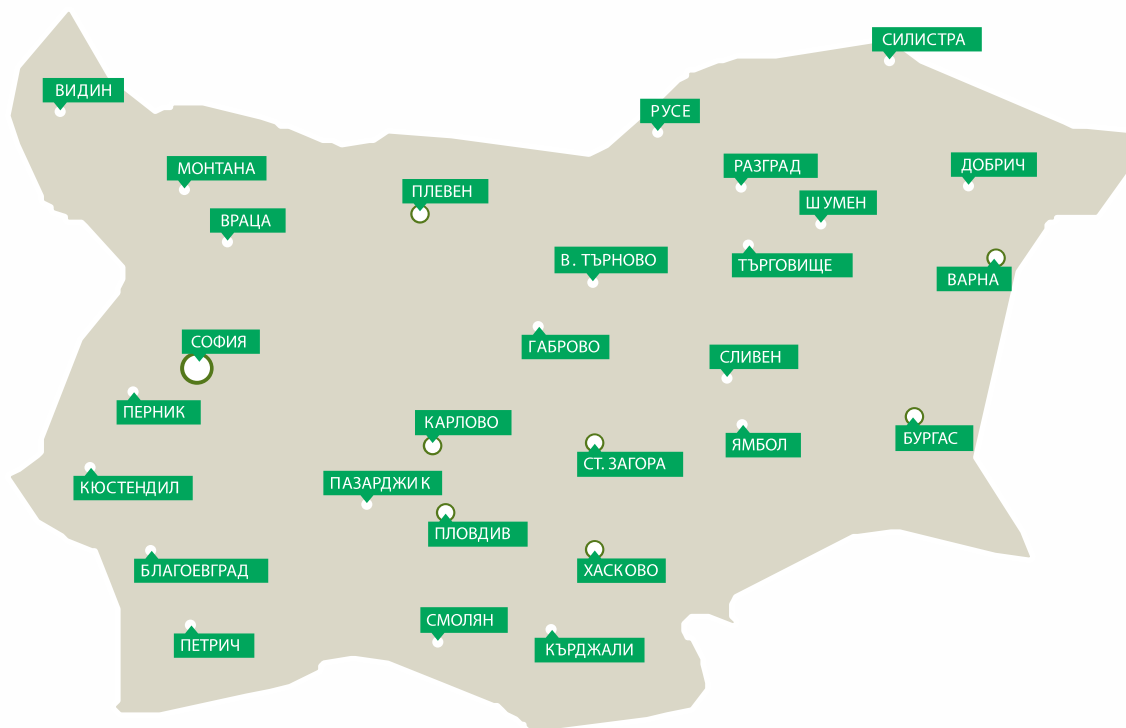 СИЛИСТРА
ВИДИН
РУСЕ
МОНТАНА
РАЗГРАД
ДОБРИЧ
ПЛЕВЕН
ШУМЕН
ВРАЦА
В. ТЪРНОВО
ТЪРГОВИЩЕ
ВАРНА
СОФИЯ
ГАБРОВО
СЛИВЕН
ПЕРНИК
КАРЛОВО
БУРГАС
ЯМБОЛ
СТ. ЗАГОРА
КЮСТЕНДИЛ
ПАЗАРДЖИК
ПЛОВДИВ
БЛАГОЕВГРАД
ХАСКОВО
СМОЛЯН
ПЕТРИЧ
КЪРДЖАЛИ